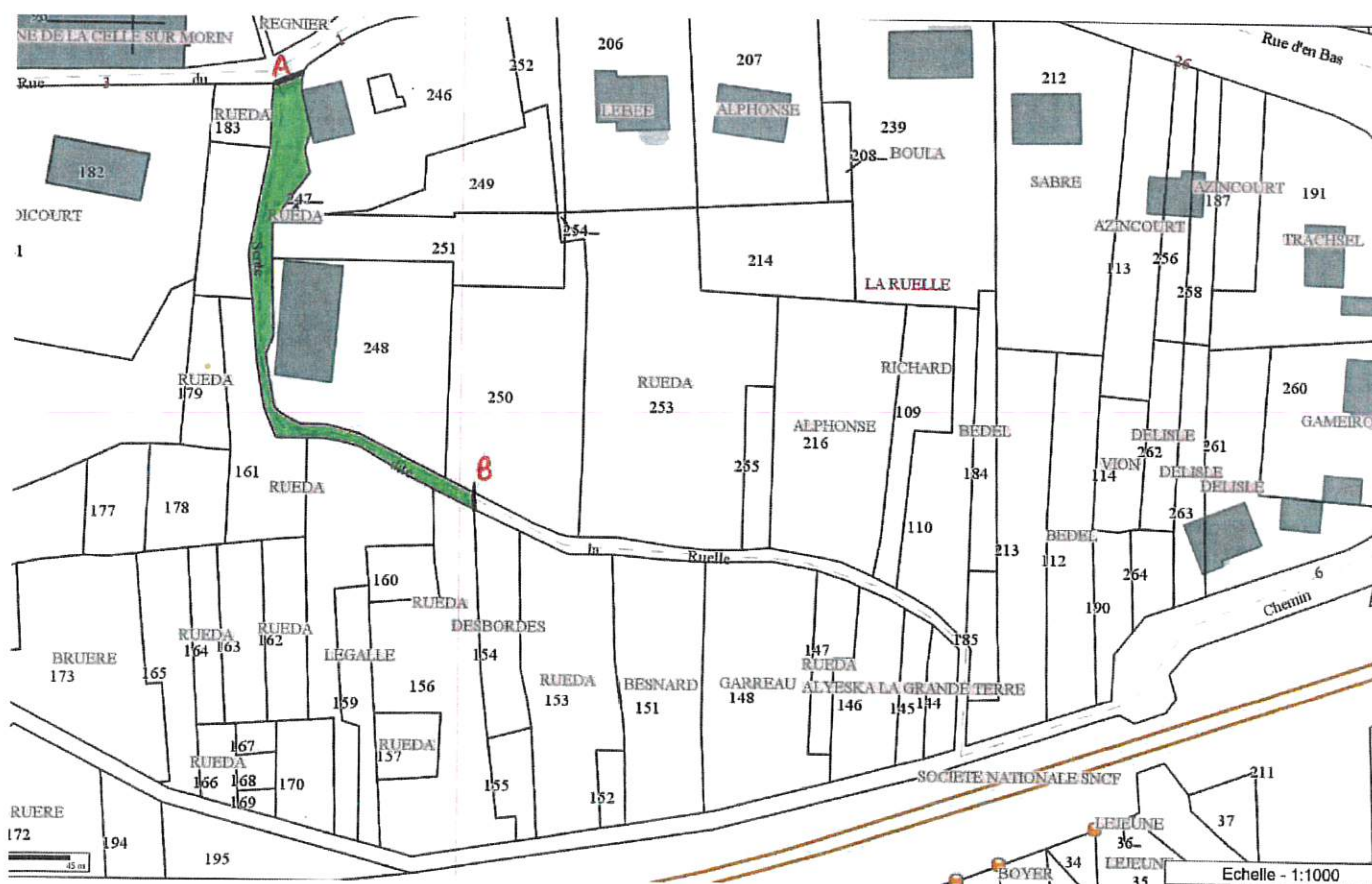 REGNIER
NE DE LA CELLE SUR MORIN
A
1
Rue 3 du
Rue d'en Bas
26
206
207
212
252
246
LEBEE
ALPHONSE
239
208
BOULA
RUEDA
183
182
DICOURT
1
249
247
RUEDA
254
251
214
SABRE
AZINCOURT
187
191
AZINCOURT
TRACHSEL
113
256
258
LA RUELLE
Sente
248
RUEDA
179
250
RUEDA
253
RICHARD
109
260
GAMEIRO
ALPHONSE
216
BEDEL
DELISLE
262
261
VION
114
DELISLE
DELISLE
263
161
RUEDA
dite
B
255
184
177
178
110
213
BEDEL
112
264
la
Ruelle
6
Chemin
190
160
RUEDA
RUEDA
164
163
RUEDA
162
DESBORDES
154
185
BRUERE
173
165
LEGALLE
159
156
RUEDA
153
BESNARD
151
GARREAU
148
147
RUEDA
ALYESKA LA GRANDE TERRE
146
145
144
RUEDA
157
167
RUEDA
166
168
169
170
155
152
SOCIETE NATIONALE SNCF
211
RUERE
172
194
195
LEJEUNE
36
37
34
BOYER
LEJEUNE
35
45 m
Echelle - 1:1000